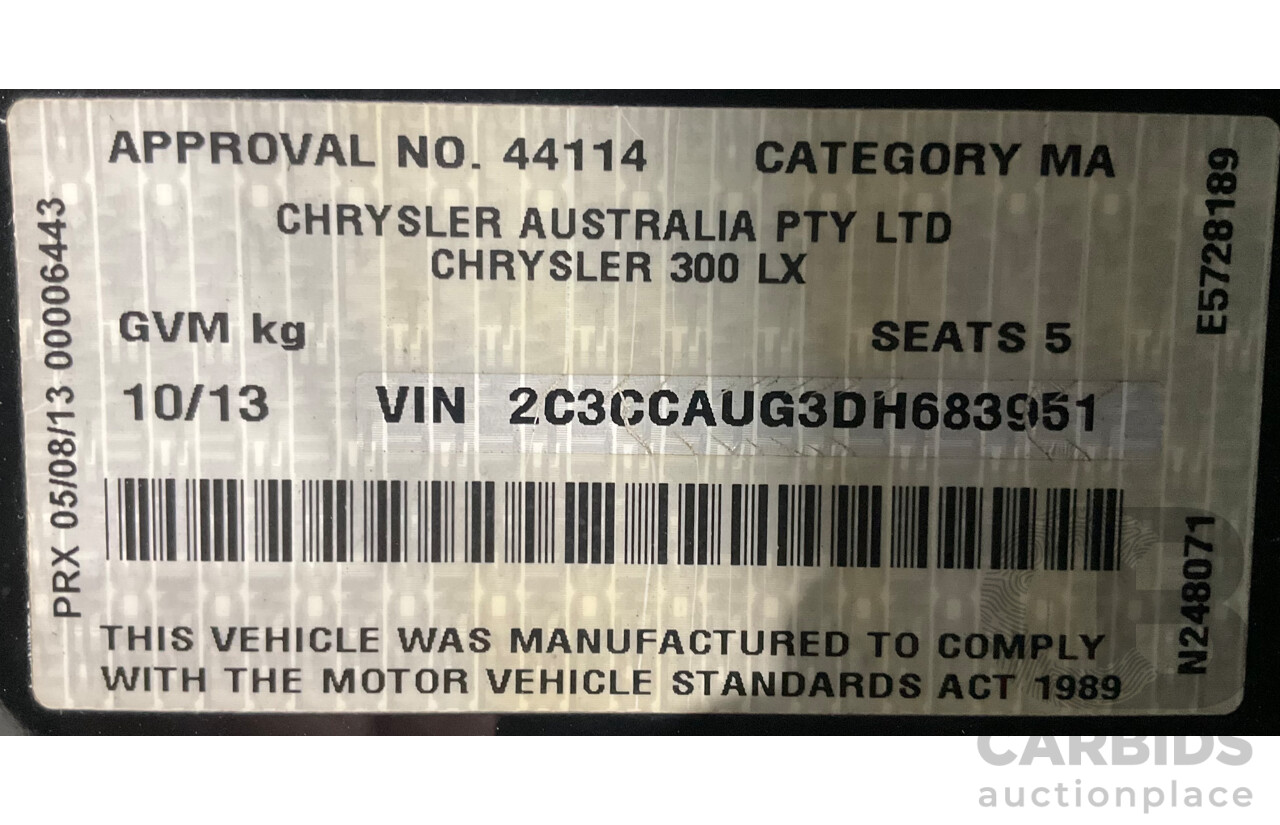 APPROVAL NO. 44114 CATEGORY MA
CHRYSLER AUSTRALIA PTY LTD
CHRYSLER 300 LX
GVM kg SEATS 5
10/13 VIN 2C3CCAUG3DH683951
THIS VEHICLE WAS MANUFACTURED TO COMPLY
WITH THE MOTOR VEHICLE STANDARDS ACT 1989
PRX 05/08/13 00006443
E5728189
N248071
CARBIDS
auctionplace